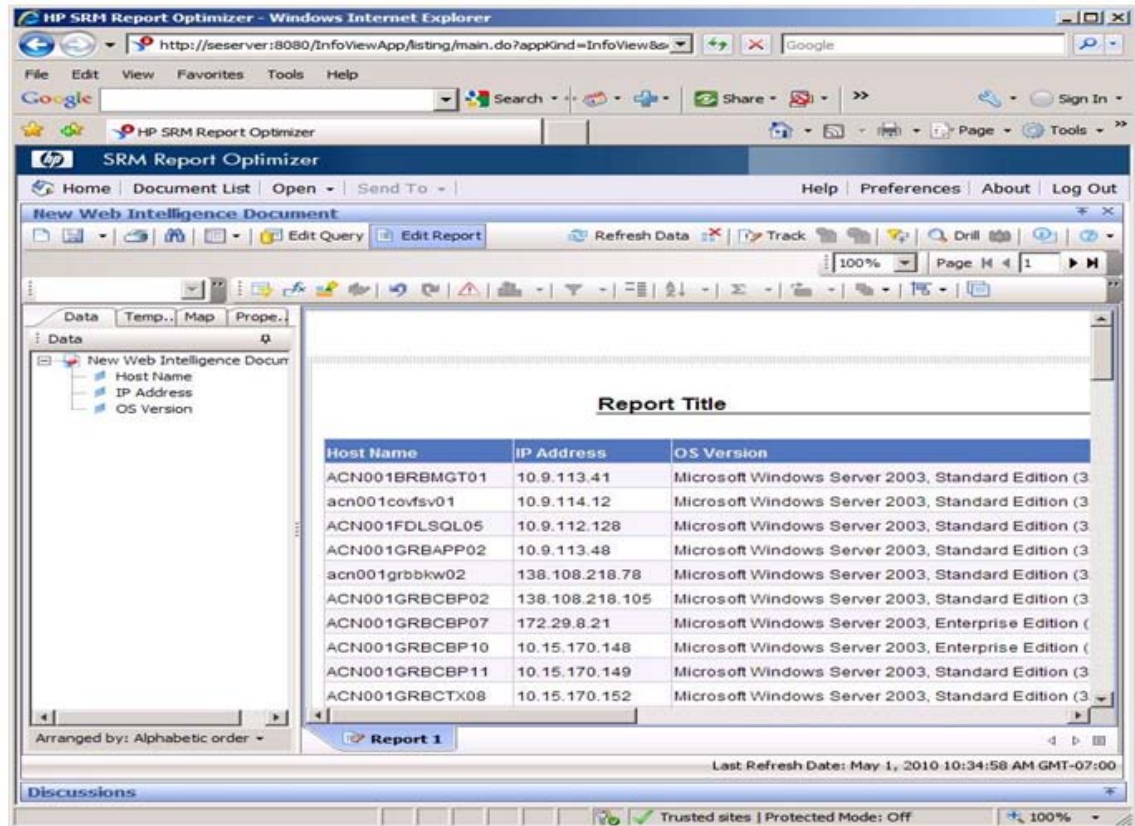 HP SRM Report Optimizer - Windows Internet Explorer
http://seserver:8080/InfoViewApp/listing/main.do?appKind=InfoView&s
Google
File Edit View Favorites Tools Help
Google Search Share >> Sign In
HP SRM Report Optimizer Page Tools >>
hp SRM Report Optimizer
Home Document List Open Send To Help Preferences About Log Out
New Web Intelligence Document
Edit Query Edit Report Refresh Data Track Drill
100% Page 1
Data Temp.. Map Prope..
Data
New Web Intelligence Docum
Host Name
IP Address
OS Version
Report Title
Host Name IP Address OS Version
ACN001BRBMGT01 10.9.113.41 Microsoft Windows Server 2003, Standard Edition (3
acn001covfsv01 10.9.114.12 Microsoft Windows Server 2003, Standard Edition (3
ACN001FDLSQL05 10.9.112.128 Microsoft Windows Server 2003, Standard Edition (3
ACN001GRBAPP02 10.9.113.48 Microsoft Windows Server 2003, Standard Edition (3
acn001grbbkw02 138.108.218.78 Microsoft Windows Server 2003, Standard Edition (3
ACN001GRBCBP02 138.108.218.105 Microsoft Windows Server 2003, Standard Edition (3
ACN001GRBCBP07 172.29.8.21 Microsoft Windows Server 2003, Enterprise Edition (
ACN001GRBCBP10 10.15.170.148 Microsoft Windows Server 2003, Enterprise Edition (
ACN001GRBCBP11 10.15.170.149 Microsoft Windows Server 2003, Standard Edition (3
ACN001GRBCTX08 10.15.170.152 Microsoft Windows Server 2003, Standard Edition (3
Arranged by: Alphabetic order Report 1
Last Refresh Date: May 1, 2010 10:34:58 AM GMT-07:00
Discussions
Trusted sites | Protected Mode: Off 100%